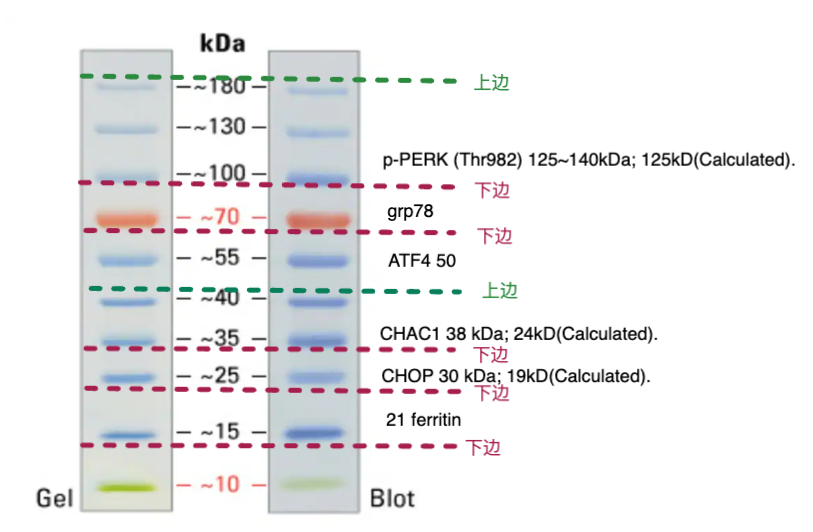 kDa
上边
~180
~130
p-PERK (Thr982) 125~140kDa; 125kD(Calculated).
~100
下边
grp78
~70
下边
~55
ATF4 50
上边
~40
CHAC1 38 kDa; 24kD(Calculated).
~35
下边
~25
CHOP 30 kDa; 19kD(Calculated).
下边
21 ferritin
~15
下边
~10
Gel
Blot